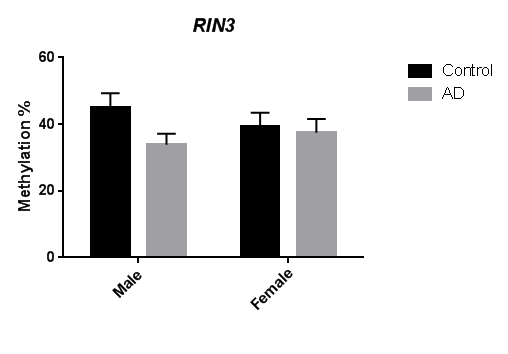 RIN3
Methylation %
60
40
20
0
Male
Female
Control
AD